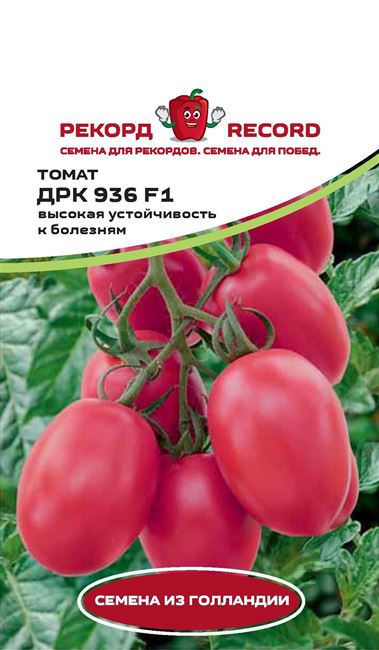 РЕКОРД RECORD
СЕМЕНА ДЛЯ РЕКОРДОВ. СЕМЕНА ДЛЯ ПОБЕД.
ТОМАТ
ДРК 936 F1
высокая устойчивость
к болезням
СЕМЕНА ИЗ ГОЛЛАНДИИ